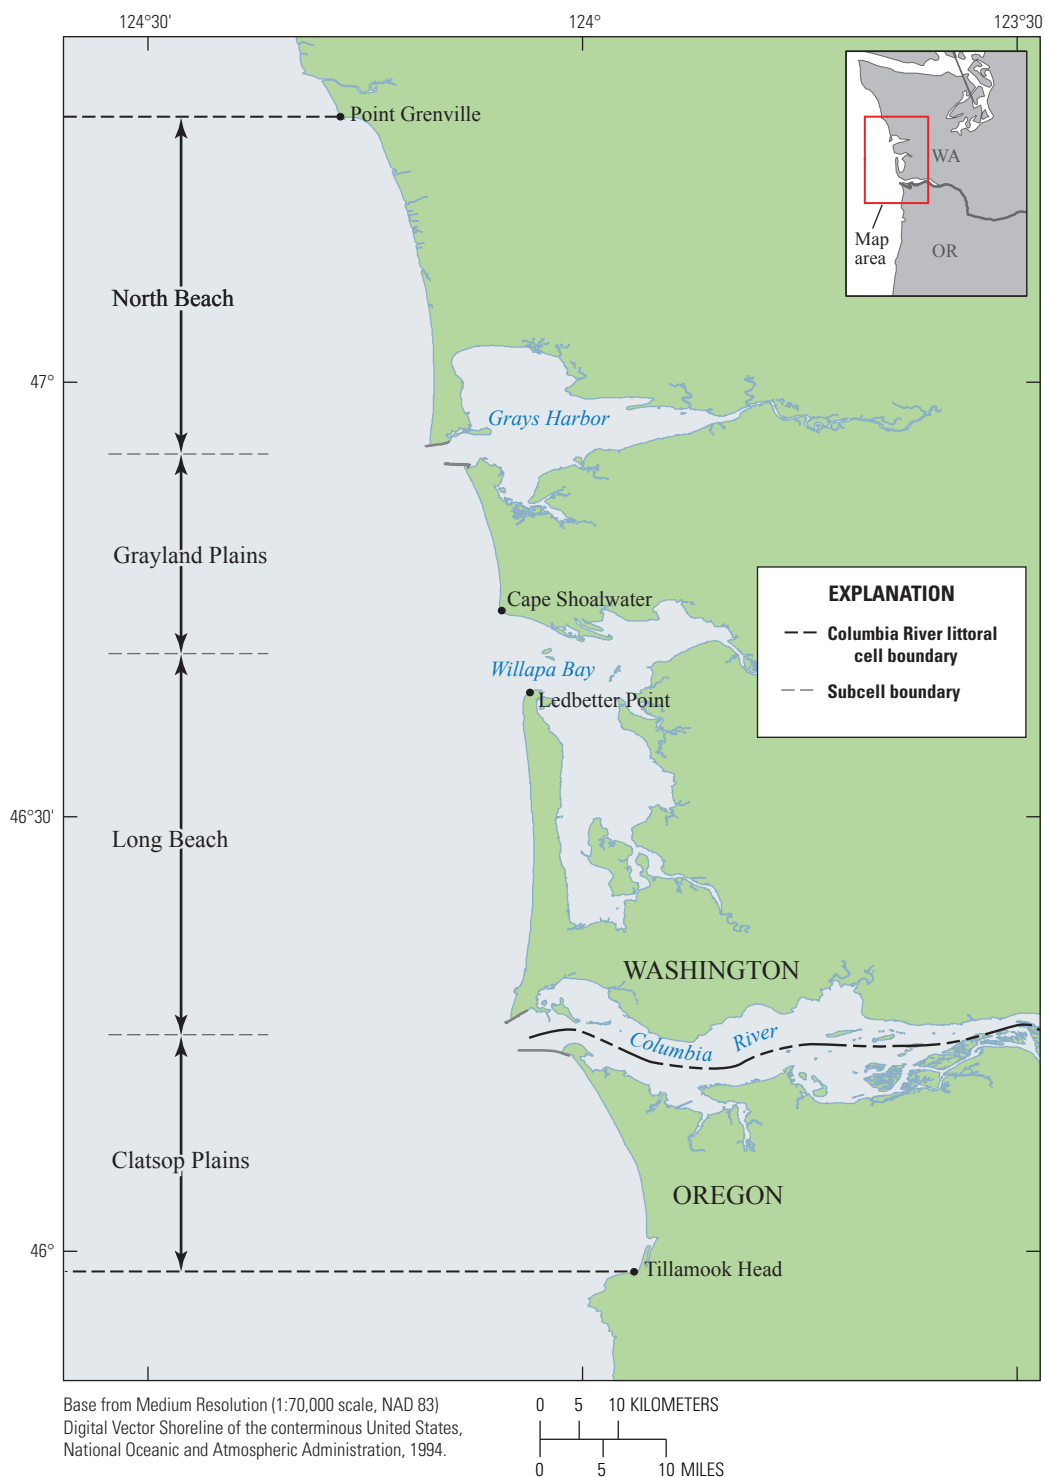 124°30'
124°
123°30
Point Grenville
WA
Map
area
OR
North Beach
47°
Grays Harbor
Grayland Plains
Cape Shoalwater
EXPLANATION
Columbia River littoral
cell boundary
Subcell boundary
Willapa Bay
Ledbetter Point
46°30'
Long Beach
WASHINGTON
Columbia River
Clatsop Plains
OREGON
46°
Tillamook Head
Base from Medium Resolution (1:70,000 scale, NAD 83)
Digital Vector Shoreline of the conterminous United States,
National Oceanic and Atmospheric Administration, 1994.
0 5 10 KILOMETERS
0 5 10 MILES